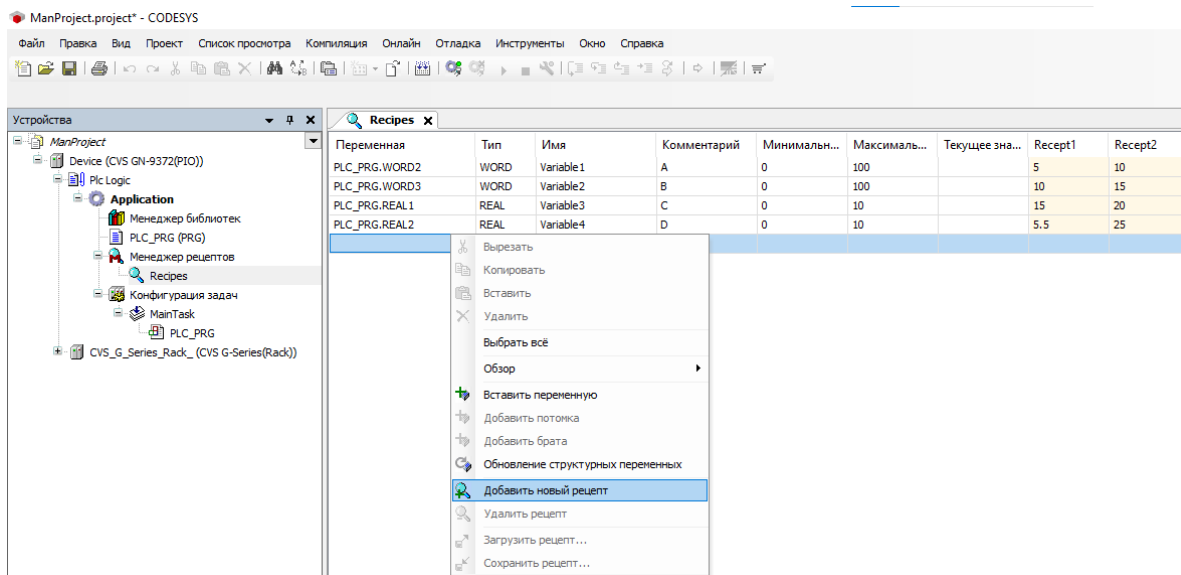 ManProject.project* - CODESYS
Файл Правка Вид Проект Список просмотра Компиляция Онлайн Отладка Инструменты Окно Справка
Устройства
ManProject
Device (CVS GN-9372(PIO))
Plc Logic
Application
Менеджер библиотек
PLC_PRG (PRG)
Менеджер рецептов
Recipes
Конфигурация задач
MainTask
PLC_PRG
CVS_G_Series_Rack_ (CVS G-Series(Rack))
Recipes
Переменная Тип Имя Комментарий Минимальн... Максималь... Текущее зна... Recept1 Recept2
PLC_PRG.WORD2 WORD Variable1 A 0 100 5 10
PLC_PRG.WORD3 WORD Variable2 B 0 100 10 15
PLC_PRG.REAL1 REAL Variable3 C 0 10 15 20
PLC_PRG.REAL2 REAL Variable4 D 0 10 5.5 25
Вырезать
Копировать
Вставить
Удалить
Выбрать всё
Обзор
Вставить переменную
Добавить потомка
Добавить брата
Обновление структурных переменных
Добавить новый рецепт
Удалить рецепт
Загрузить рецепт...
Сохранить рецепт...